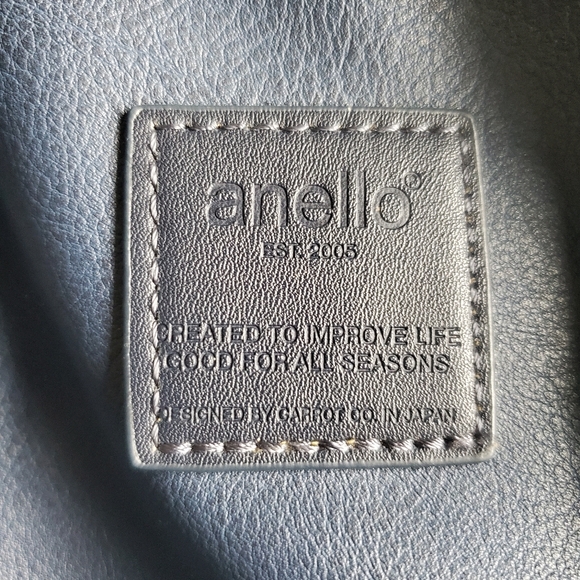 anello
EST. 2005
CREATED TO IMPROVE LIFE
GOOD FOR ALL SEASONS
DESIGNED BY CARROT CO. IN JAPAN